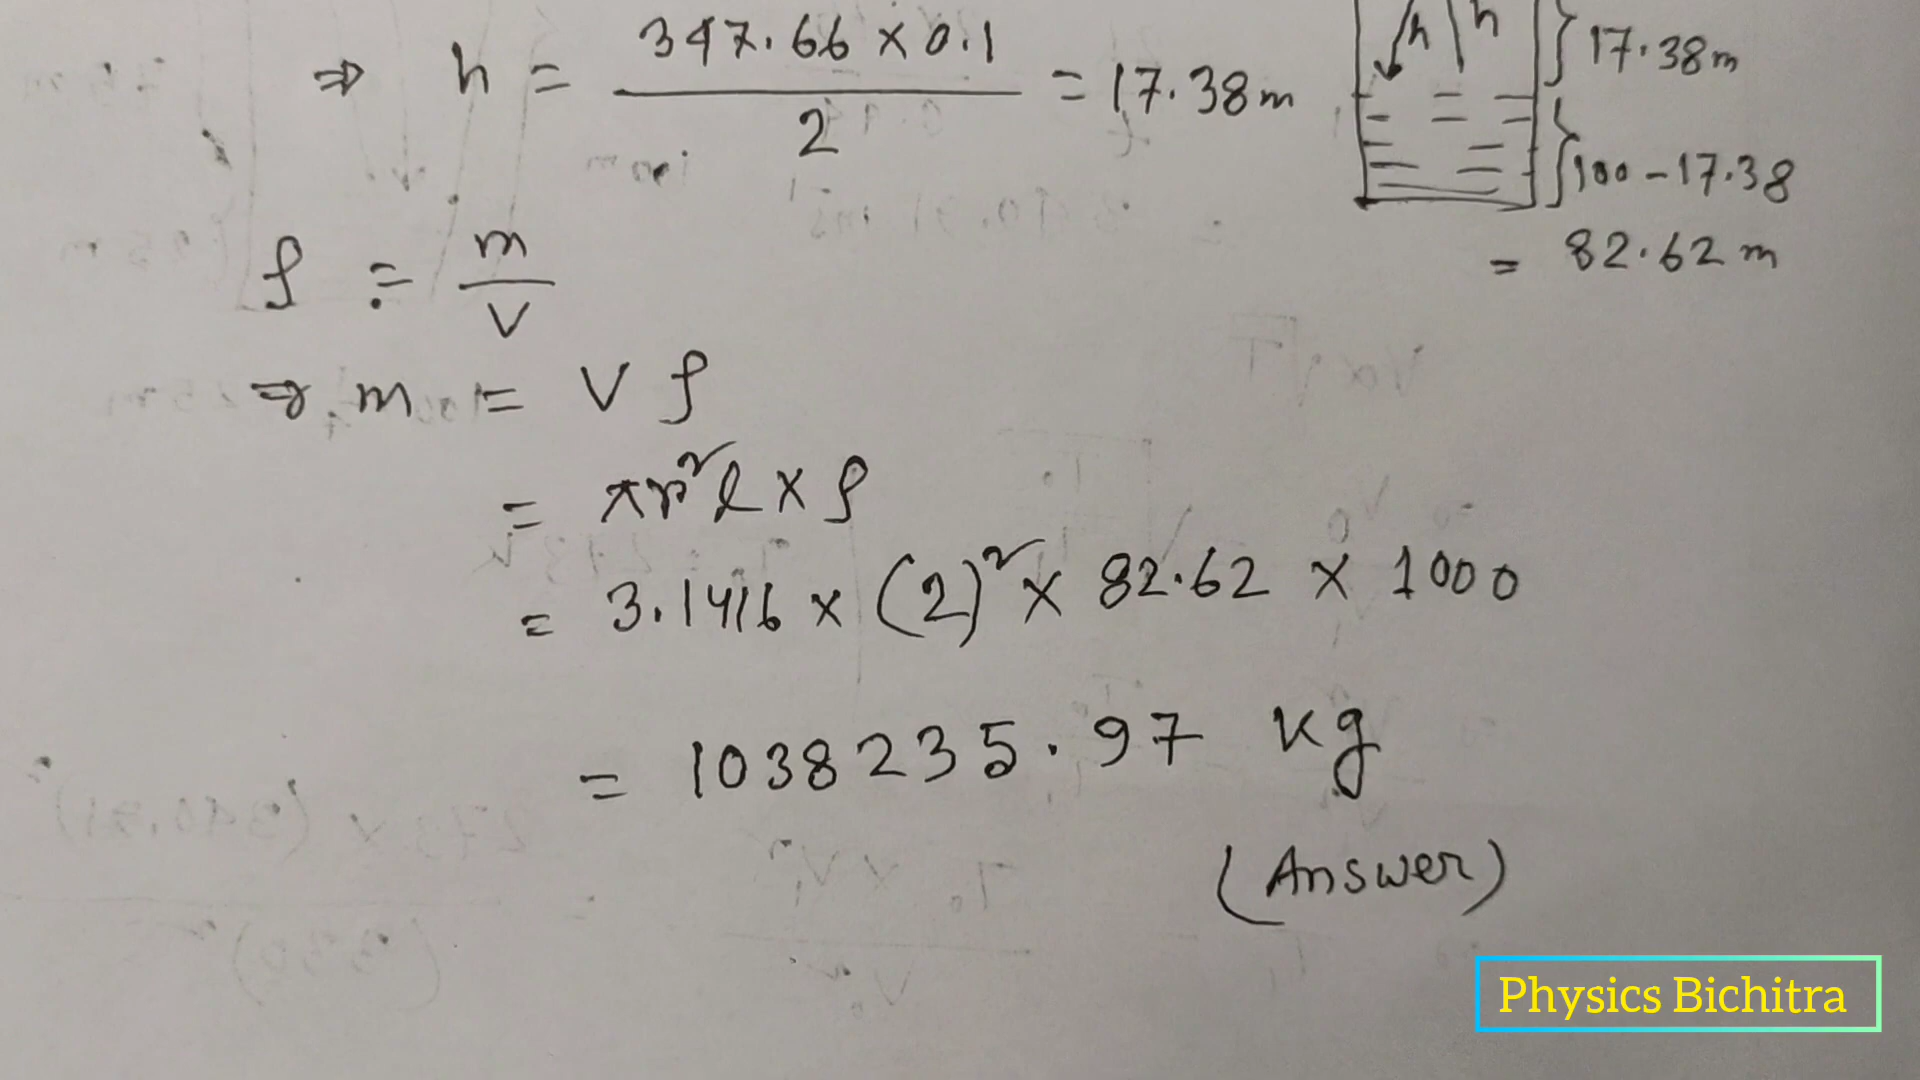 ⇒ h = 347.66 × 0.1 / 2 = 17.38m
h h } 17.38m
} 100 - 17.38
= 82.62 m
ρ = m / V
⇒ m = V ρ
= πr²l × ρ
= 3.1416 × (2)² × 82.62 × 1000
= 1038235.97 kg
(Answer)
Physics Bichitra